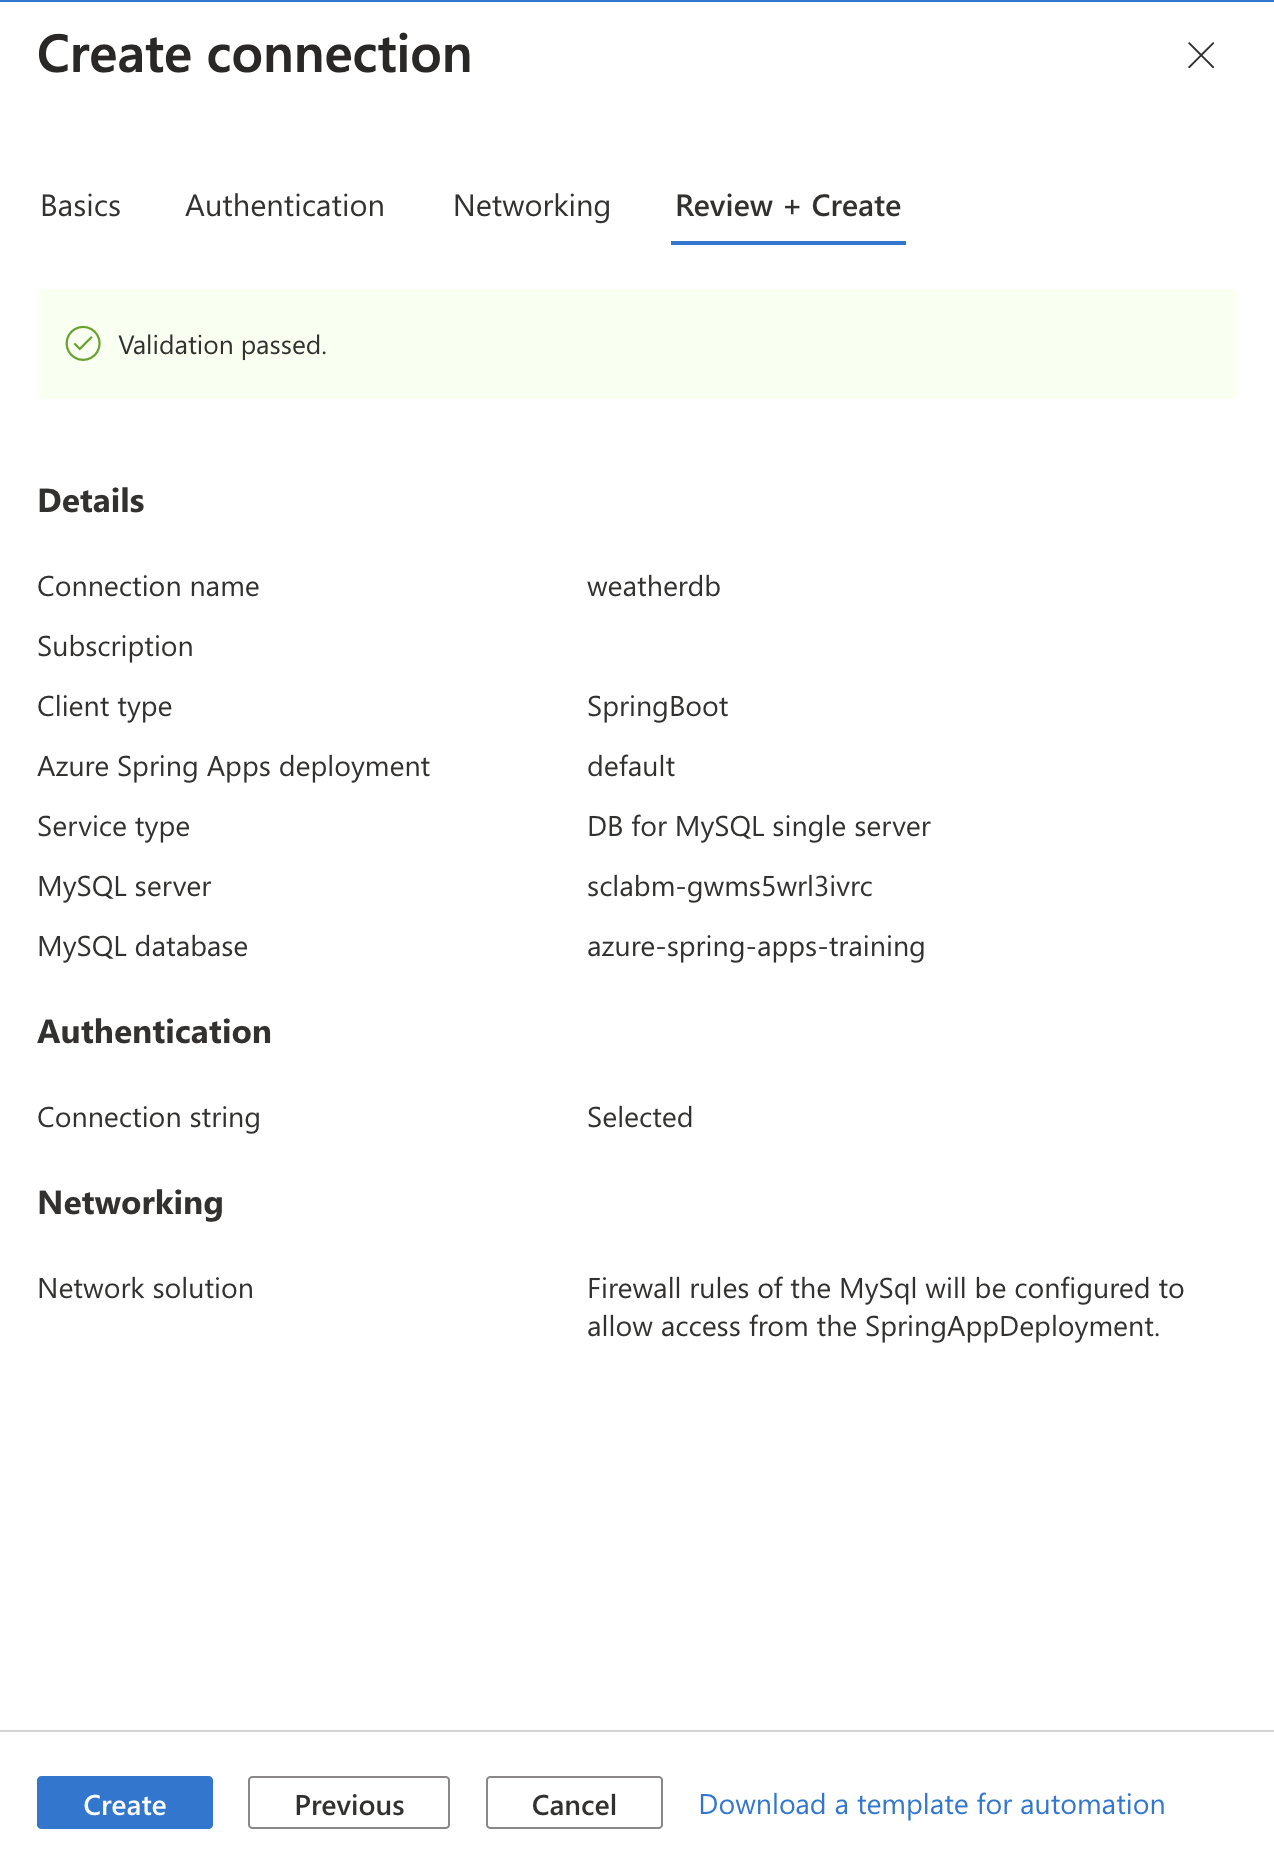 Create connection
Basics Authentication Networking Review + Create
Validation passed.
Details
Connection name weatherdb
Subscription
Client type SpringBoot
Azure Spring Apps deployment default
Service type DB for MySQL single server
MySQL server sclabm-gwms5wrl3ivrc
MySQL database azure-spring-apps-training
Authentication
Connection string Selected
Networking
Network solution Firewall rules of the MySql will be configured to
allow access from the SpringAppDeployment.
Create Previous Cancel Download a template for automation